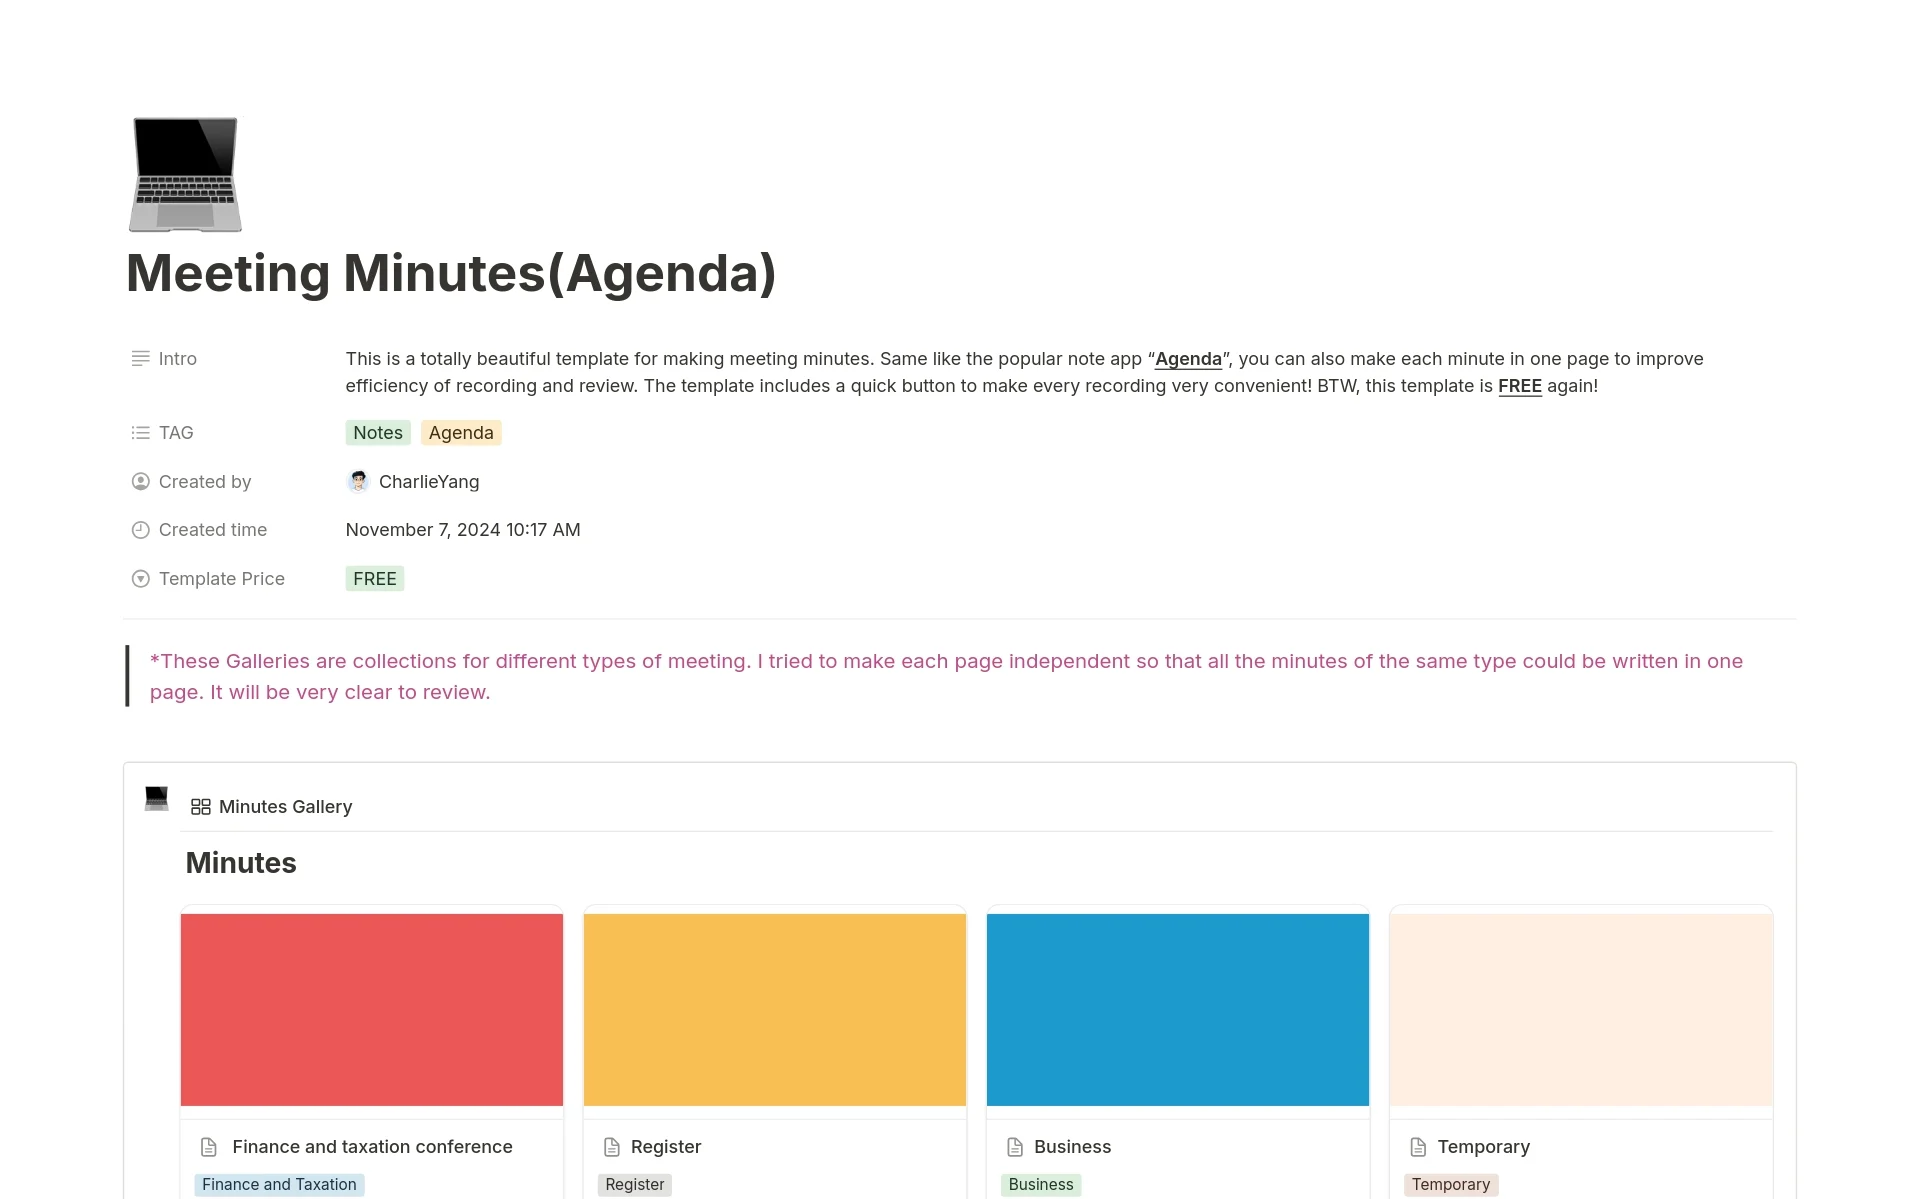 Meeting Minutes(Agenda)
Intro
This is a totally beautiful template for making meeting minutes. Same like the popular note app “Agenda”, you can also make each minute in one page to improve
efficiency of recording and review. The template includes a quick button to make every recording very convenient! BTW, this template is FREE again!
TAG
Notes Agenda
Created by
CharlieYang
Created time
November 7, 2024 10:17 AM
Template Price
FREE
*These Galleries are collections for different types of meeting. I tried to make each page independent so that all the minutes of the same type could be written in one
page. It will be very clear to review.
Minutes Gallery
Minutes
Finance and taxation conference
Finance and Taxation
Register
Register
Business
Business
Temporary
Temporary